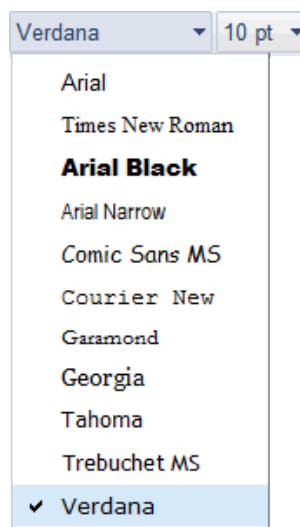 Verdana 10 pt
Arial
Times New Roman
Arial Black
Arial Narrow
Comic Sans MS
Courier New
Garamond
Georgia
Tahoma
Trebuchet MS
Verdana